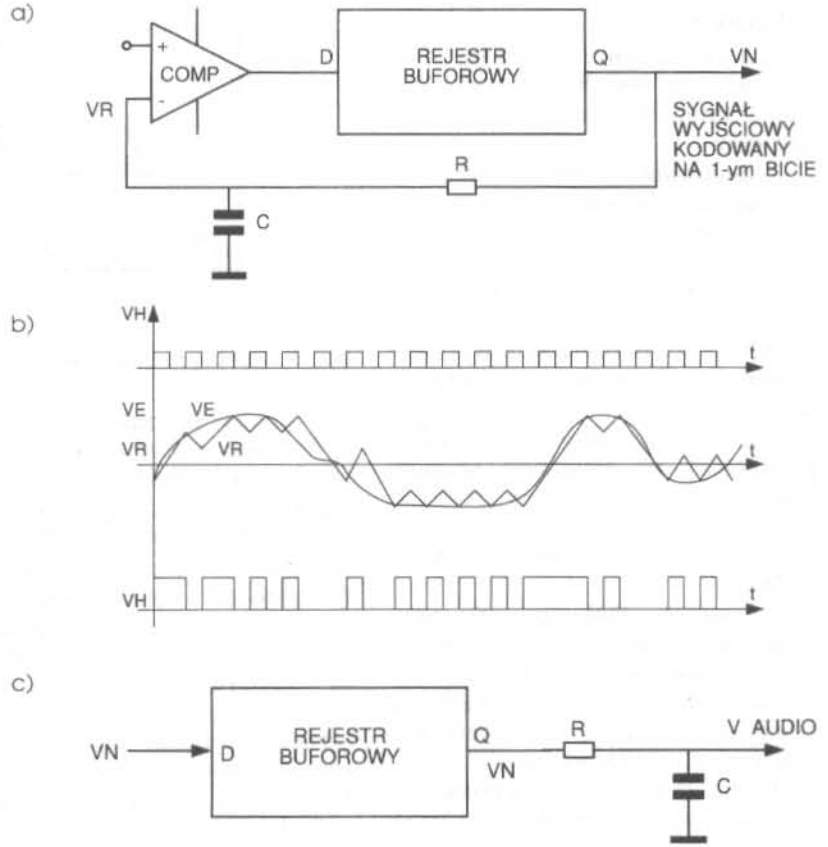 a)
+
COMP
-
VR
D
REJESTR
BUFOROWY
Q
VN
SYGNAŁ
WYJŚCIOWY
KODOWANY
NA 1-ym BICIE
R
C
b)
VH
t
VE
VE
VR
VR
t
VH
t
c)
VN
D
REJESTR
BUFOROWY
Q
VN
R
V AUDIO
C